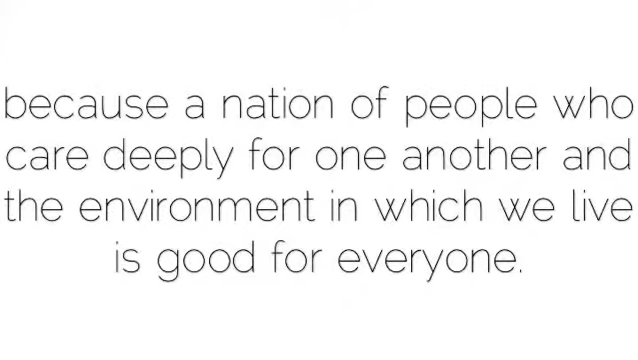 because a nation of people who
care deeply for one another and
the environment in which we live
is good for everyone.